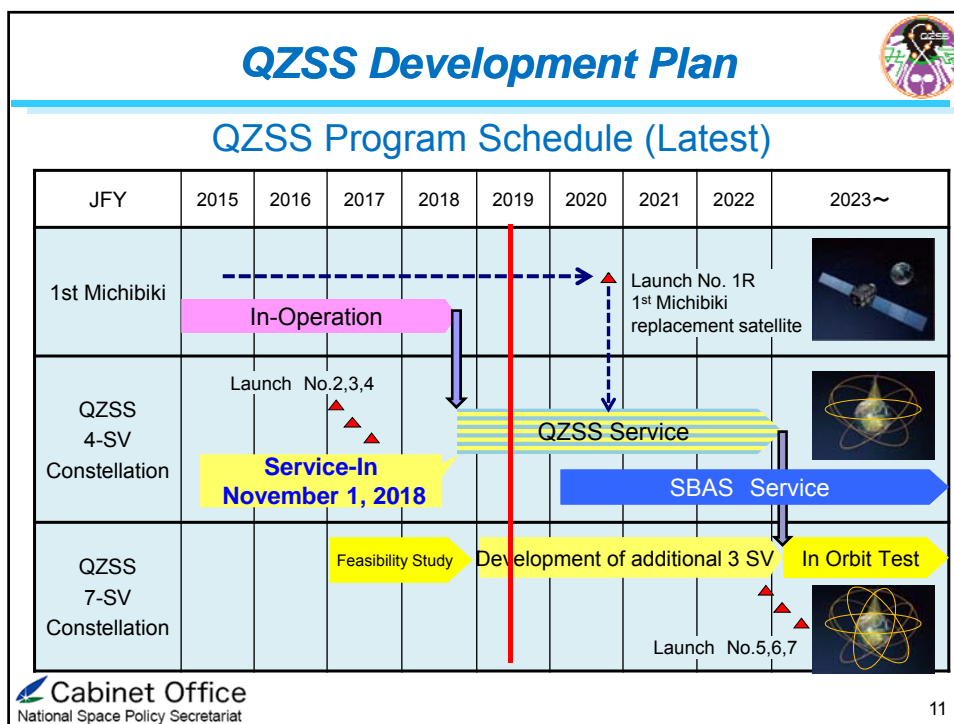 QZSS Development Plan
QZSS
QZSS Program Schedule (Latest)
JFY 2015 2016 2017 2018 2019 2020 2021 2022 2023~
1st Michibiki
In-Operation
Launch No. 1R
1st Michibiki
replacement satellite
QZSS
4-SV
Constellation
Launch No.2,3,4
Service-In
November 1, 2018
QZSS Service
SBAS Service
QZSS
7-SV
Constellation
Feasibility Study
Development of additional 3 SV
In Orbit Test
Launch No.5,6,7
Cabinet Office
National Space Policy Secretariat
11